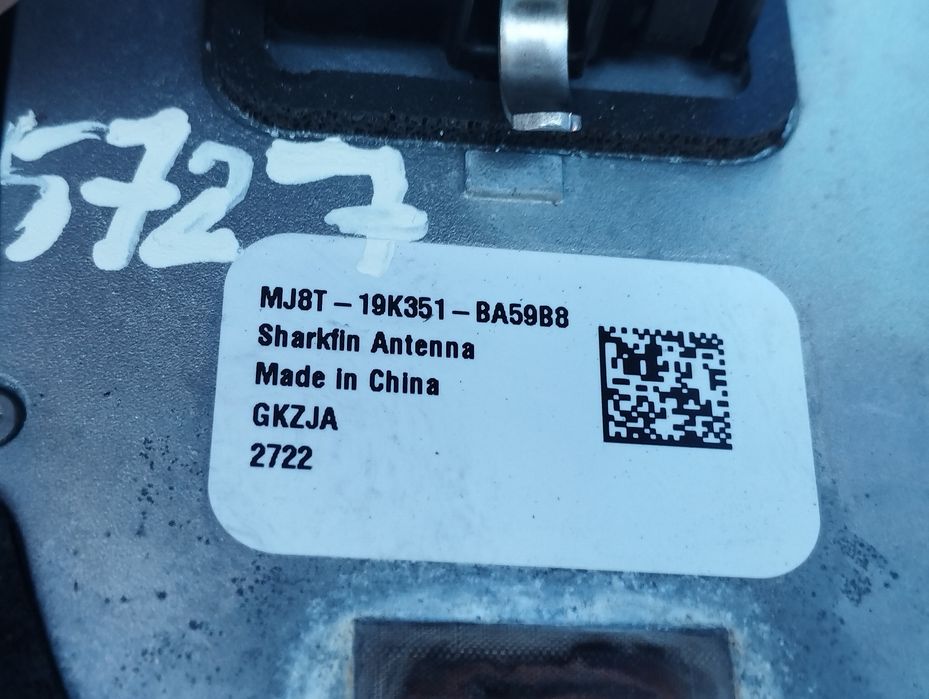 5727
MJ8T – 19K351 – BA59B8
Sharkfin Antenna
Made in China
GKZJA
2722